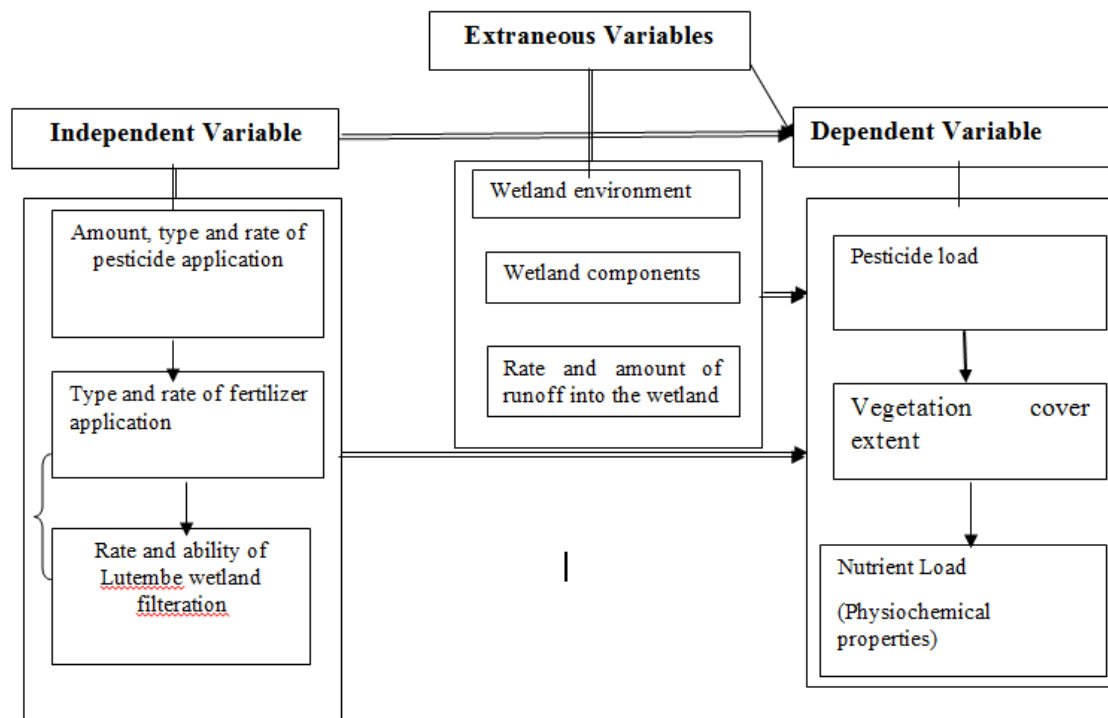 Extraneous Variables
Independent Variable
Dependent Variable
Amount, type and rate of
pesticide application
Type and rate of fertilizer
application
Rate and ability of
Lutembe wetland
filteration
Wetland environment
Wetland components
Rate and amount of
runoff into the wetland
Pesticide load
Vegetation cover
extent
Nutrient Load
(Physiochemical
properties)